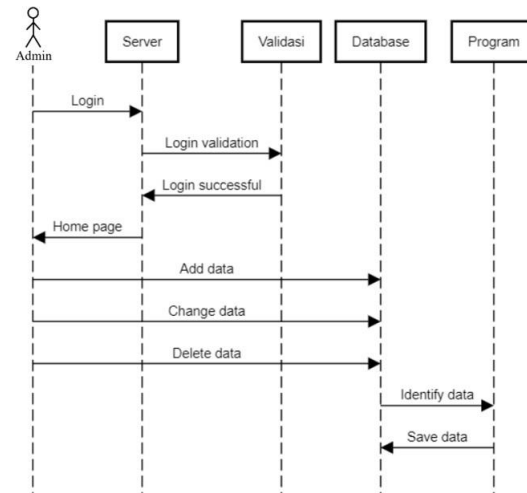 Admin
Server
Validasi
Database
Program
Login
Login validation
Login successful
Home page
Add data
Change data
Delete data
Identify data
Save data